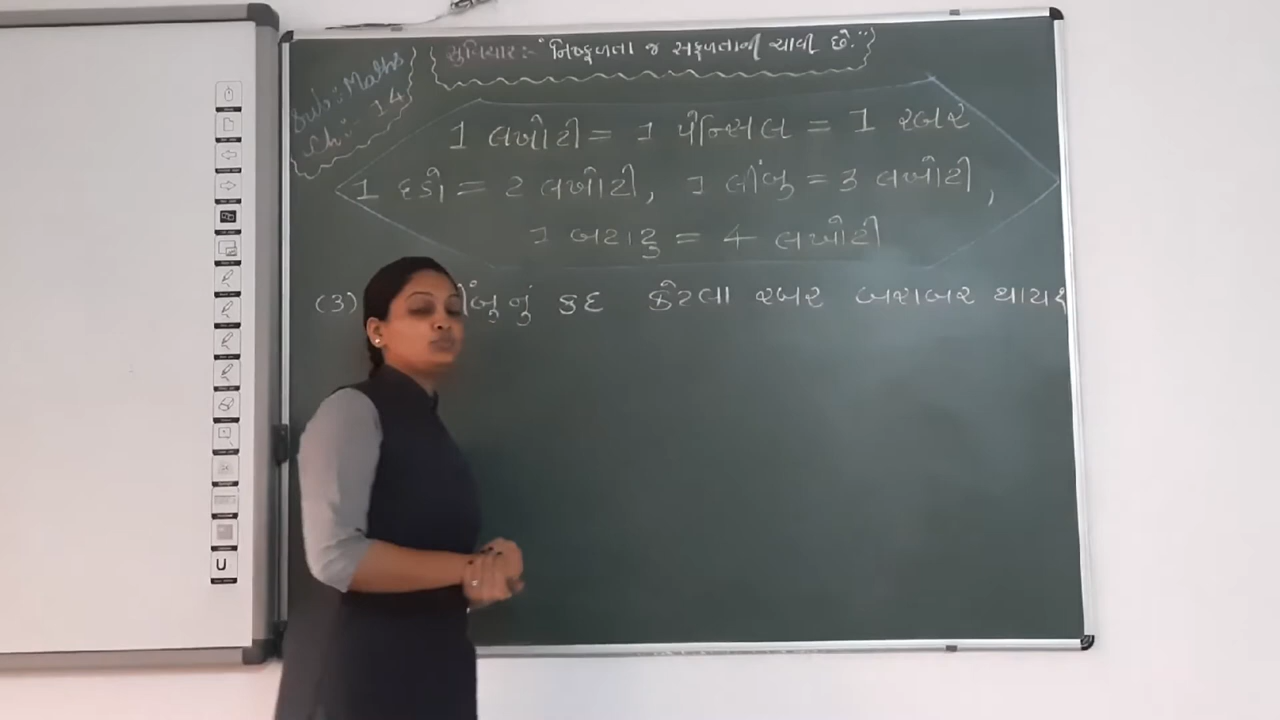 સુવિચાર:- "નિષ્ફળતા જ સફળતાની ચાવી છે."
Sub:- Maths
Ch:- 14
1 લખોટી = 1 પેન્સિલ = 1 રબર
1 દડો = 2 લખોટી, 1 લીંબુ = 3 લખોટી,
1 બટાટુ = 4 લખોટી
(3) નું કદ કેટલા રબર બરાબર થાય?
U